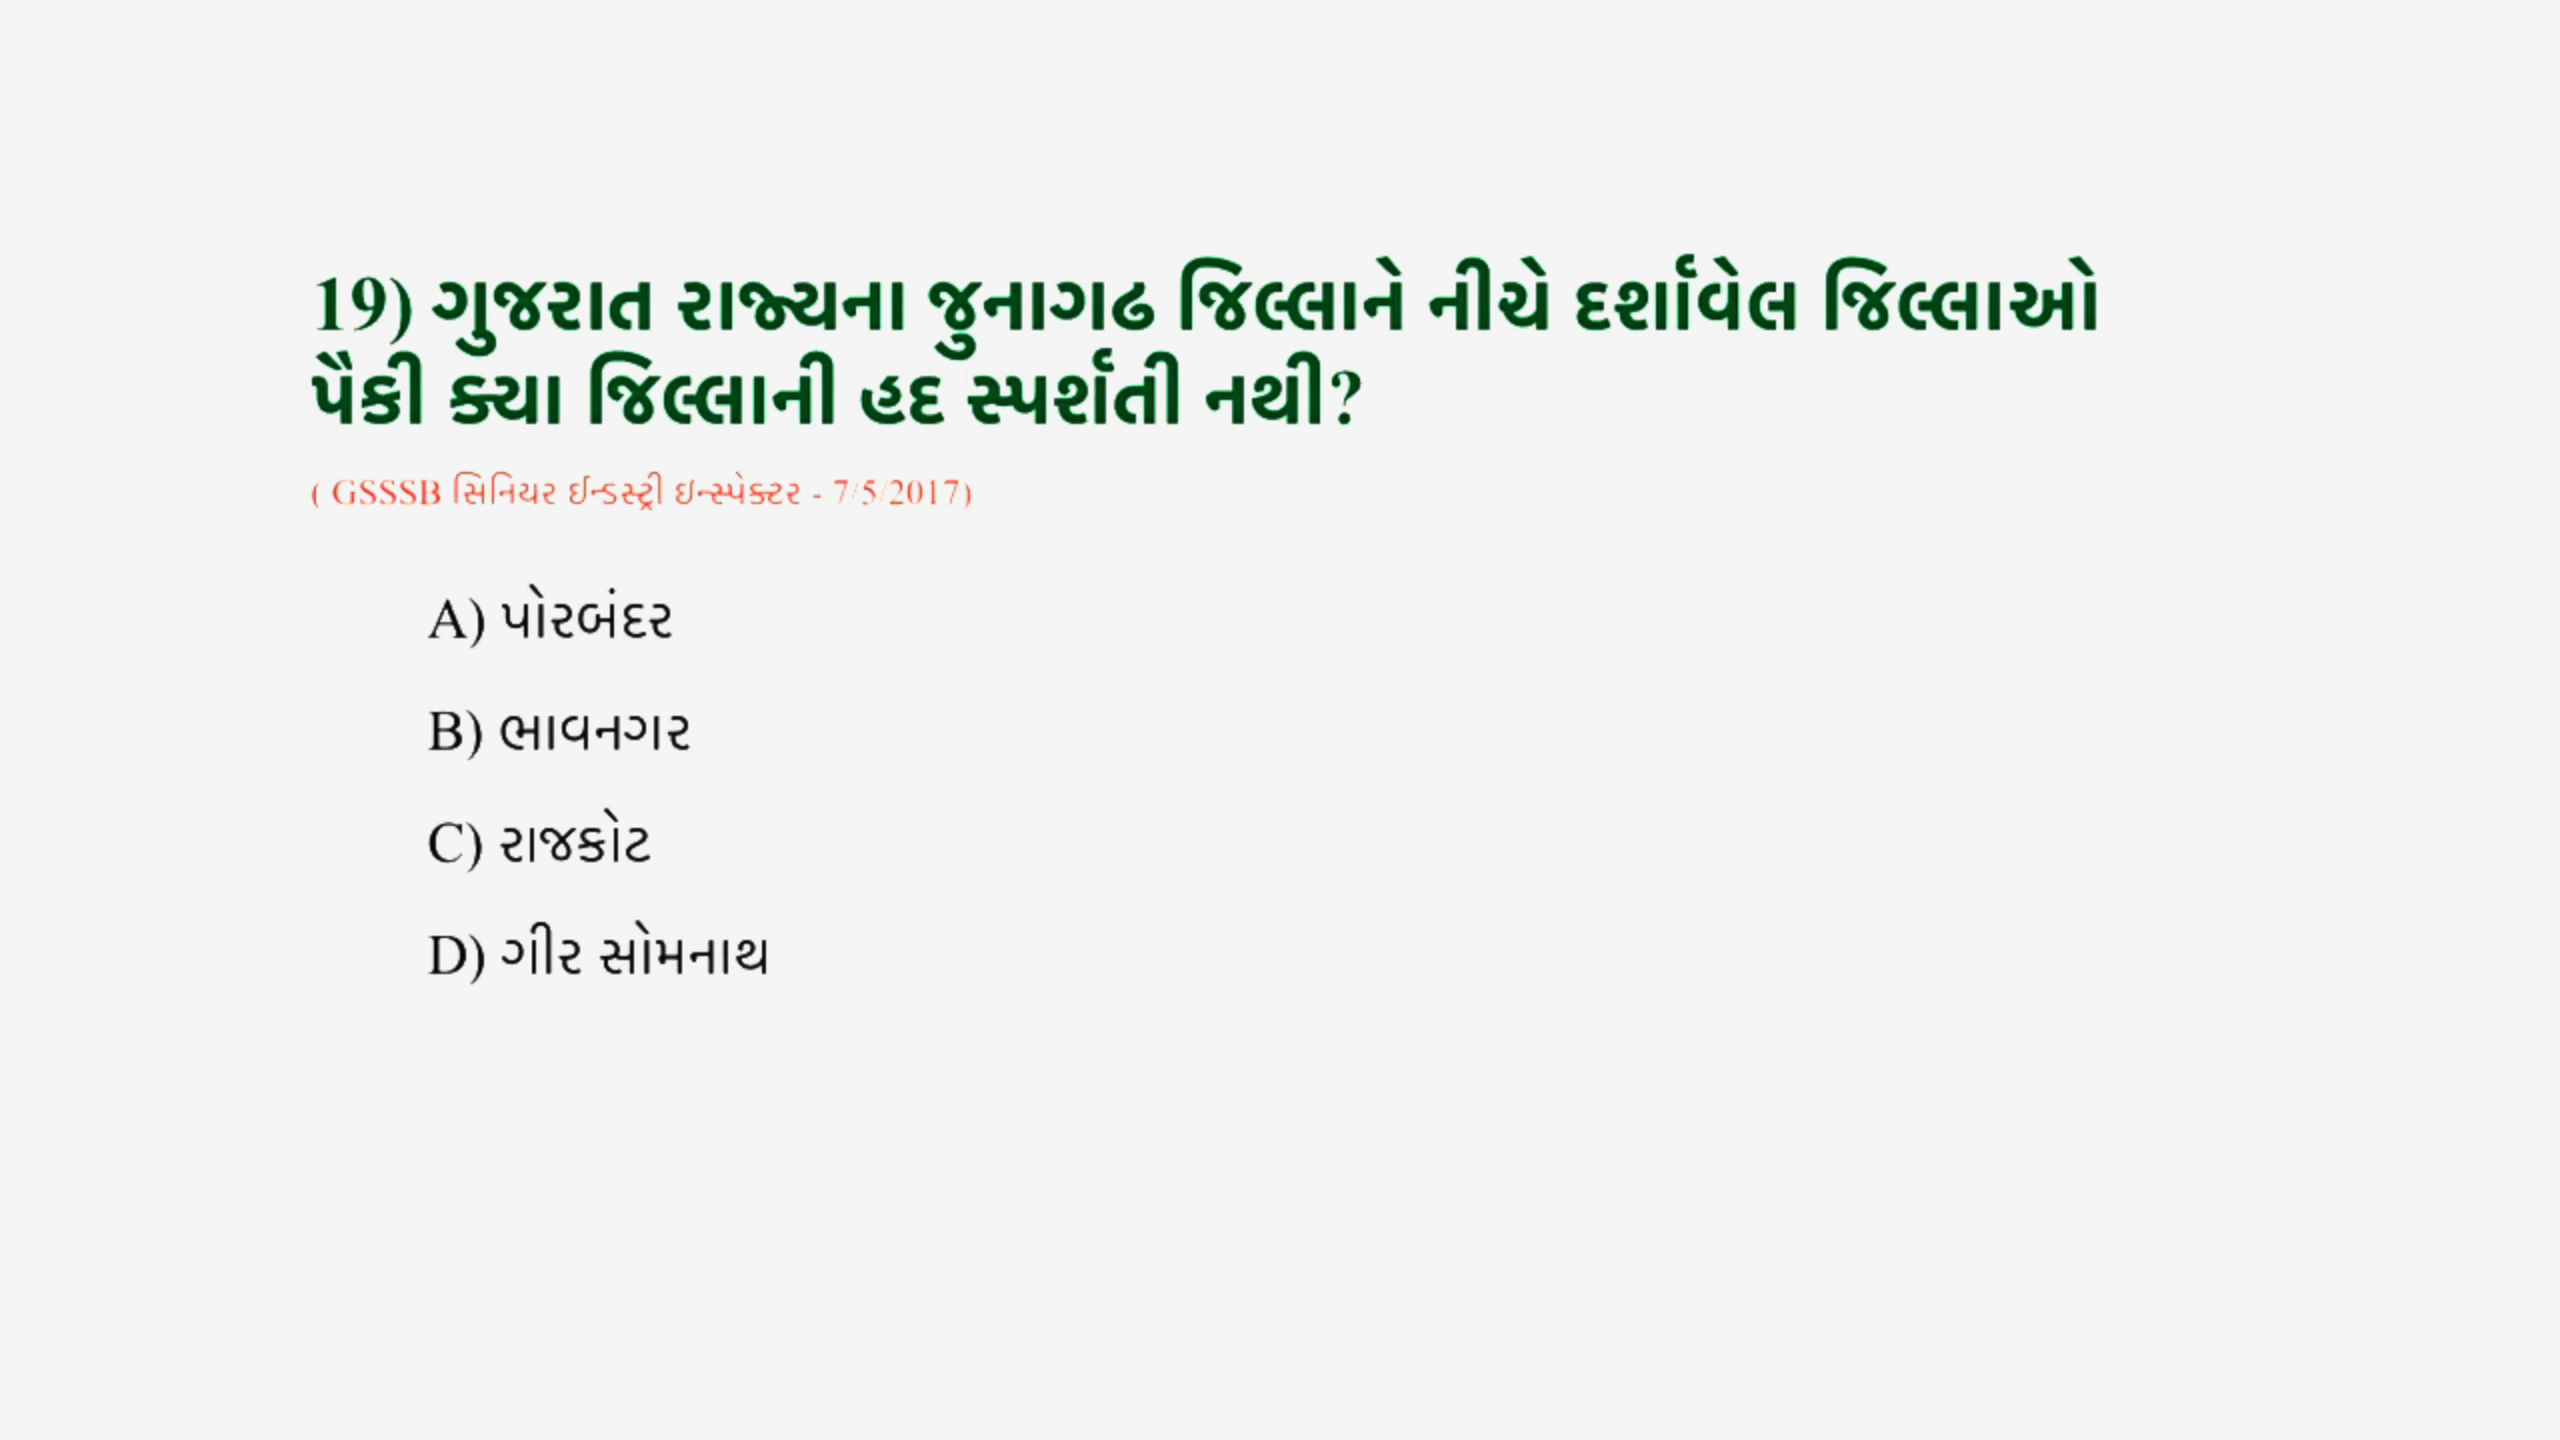 19) ગુજરાત રાજ્યના જુનાગઢ જિલ્લાને નીચે દર્શાવેલ જિલ્લાઓ
પૈકી ક્યા જિલ્લાની હદ સ્પર્શતી નથી?
( GSSSB સિનિયર ઈન્ડસ્ટ્રી ઇન્સ્પેક્ટર - 7/5/2017)
A) પોરબંદર
B) ભાવનગર
C) રાજકોટ
D) ગીર સોમનાથ